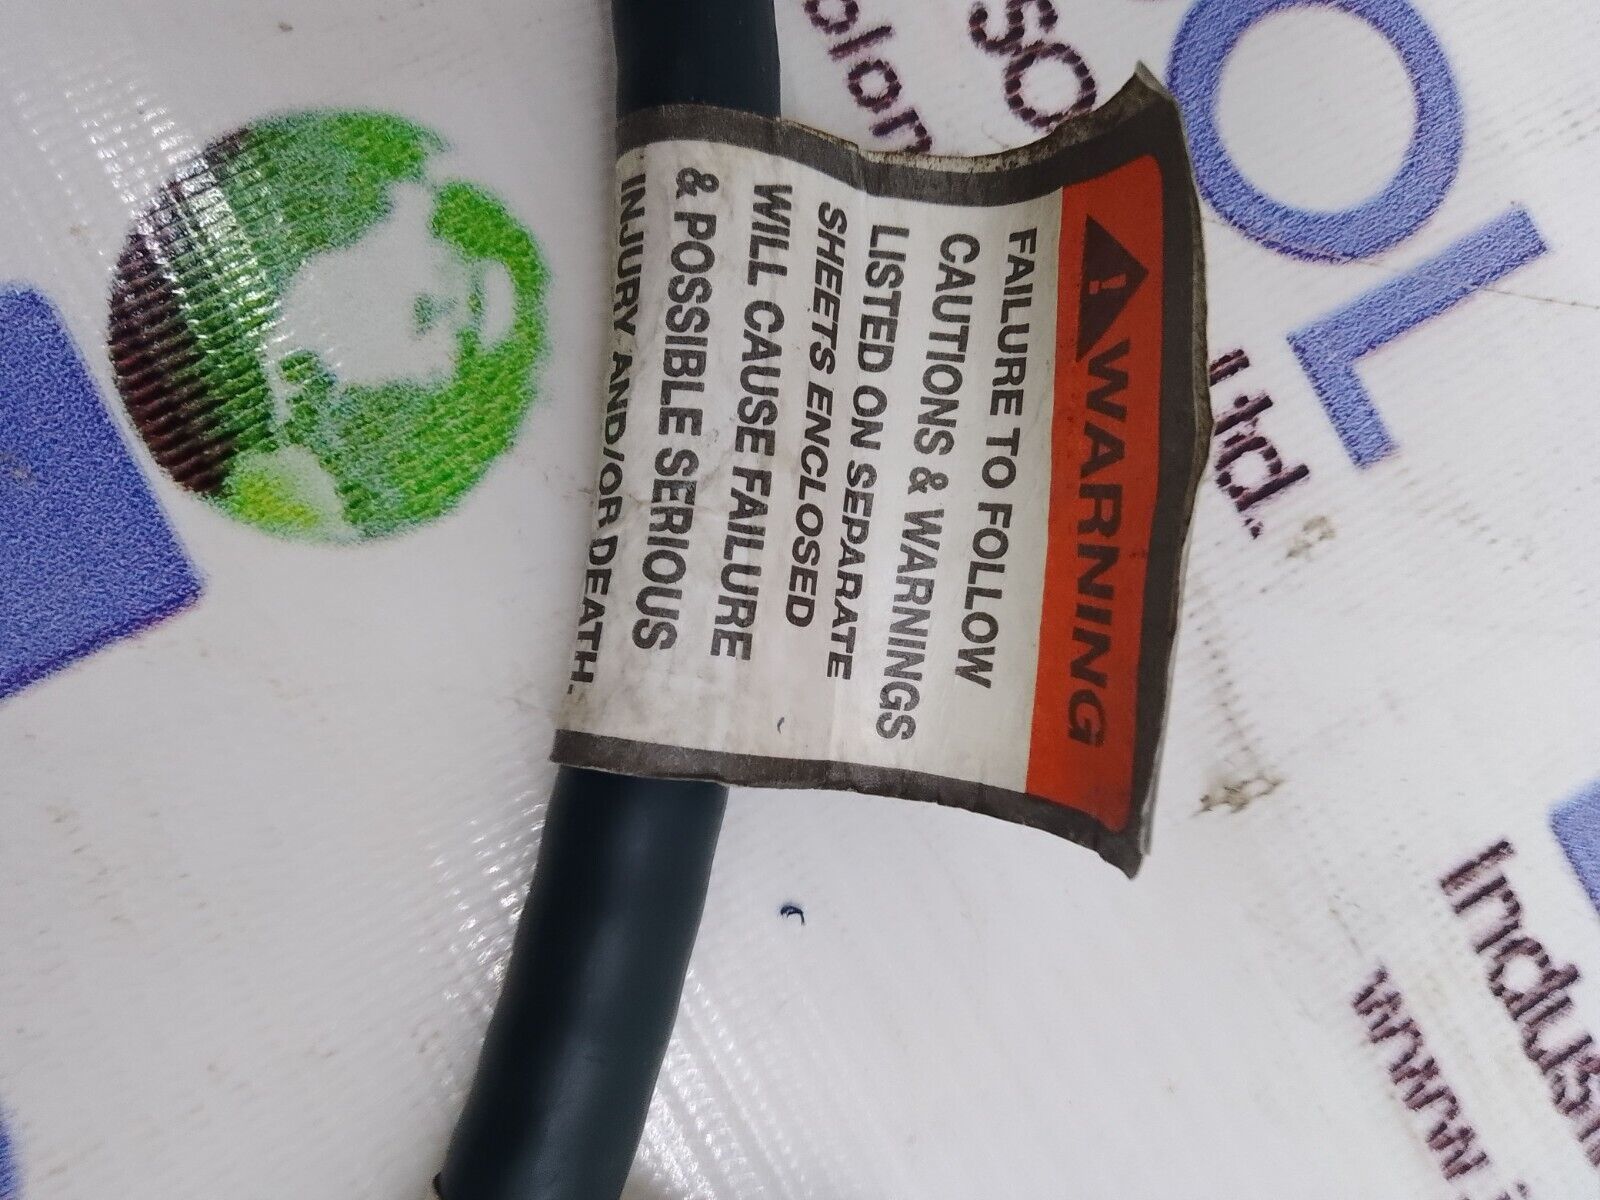 WARNING
FAILURE TO FOLLOW
CAUTIONS & WARNINGS
LISTED ON SEPARATE
SHEETS ENCLOSED
WILL CAUSE FAILURE
& POSSIBLE SERIOUS
INJURY AND/OR DEATH.
OL
Ltd.